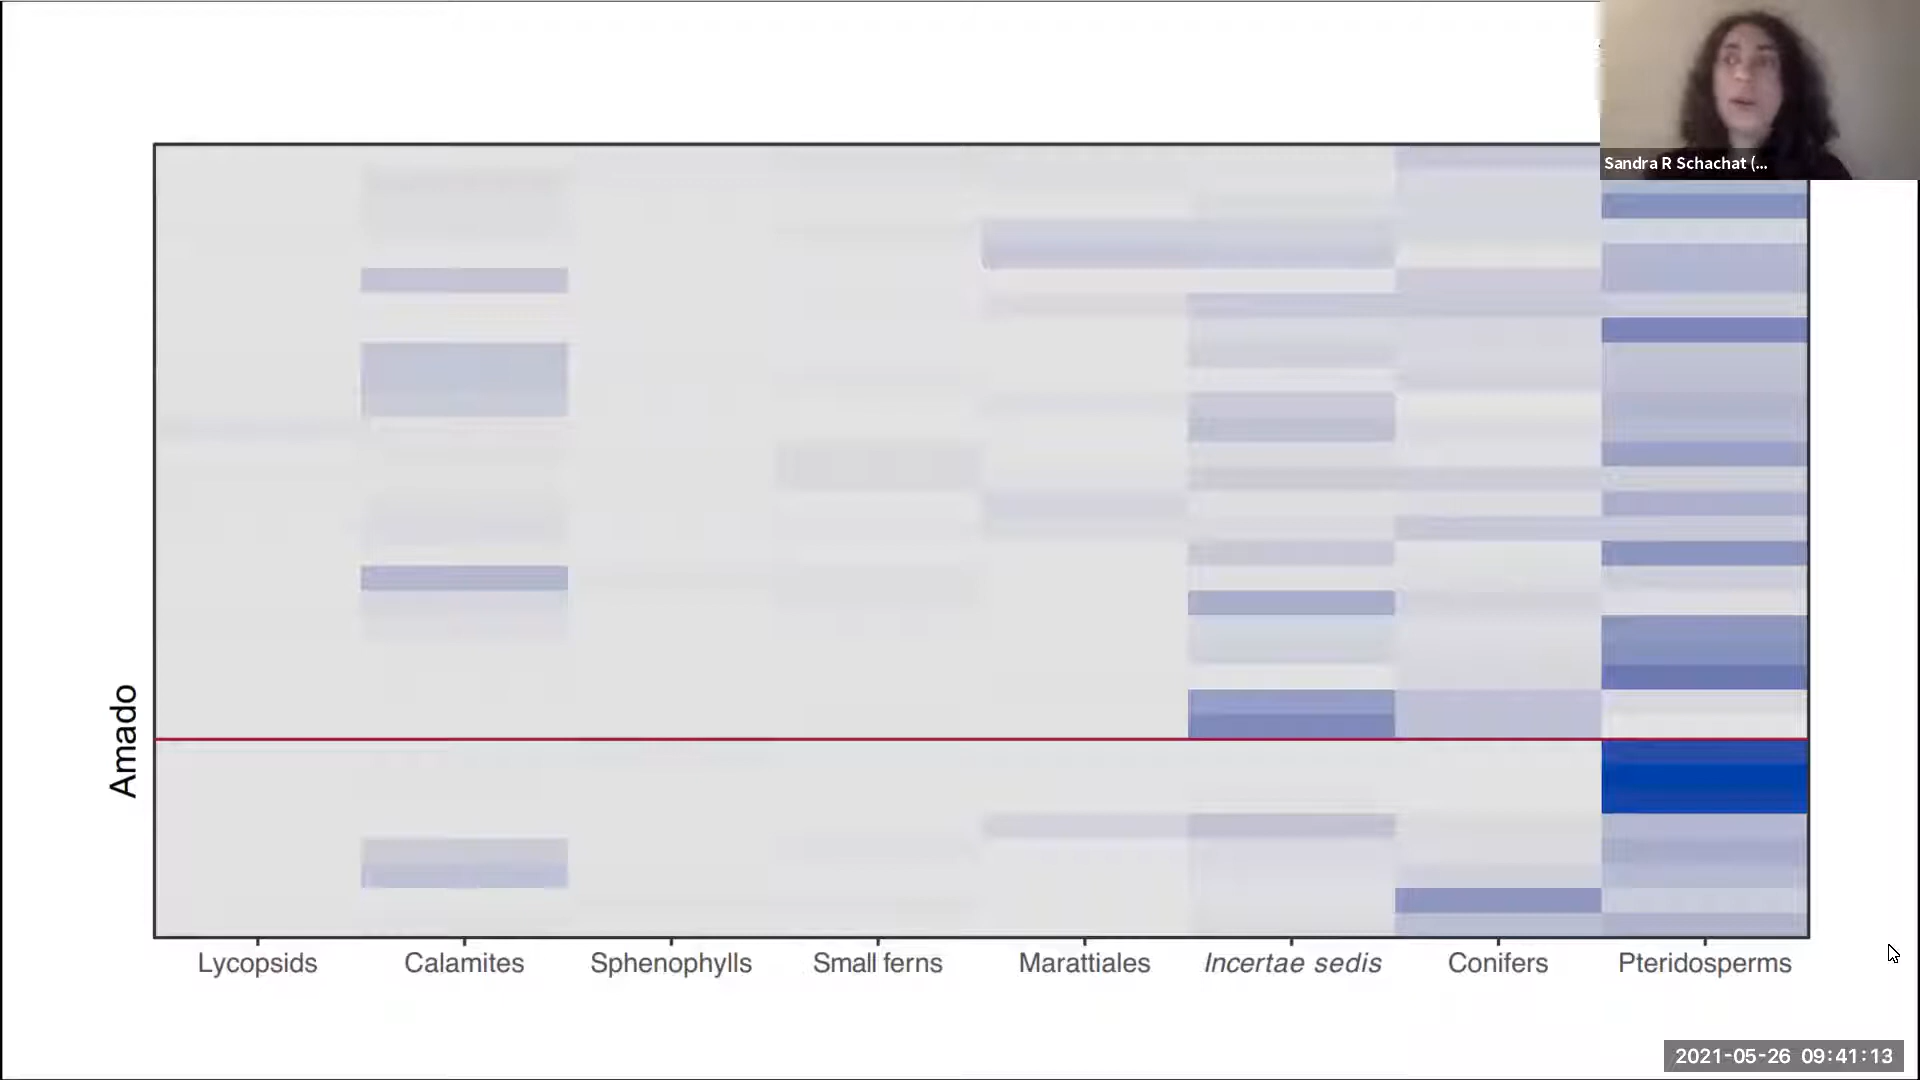 Sandra R Schachat (...
Amado
Lycopsids
Calamites
Sphenophylls
Small ferns
Marattiales
Incertae sedis
Conifers
Pteridosperms
2021-05-26 09:41:13